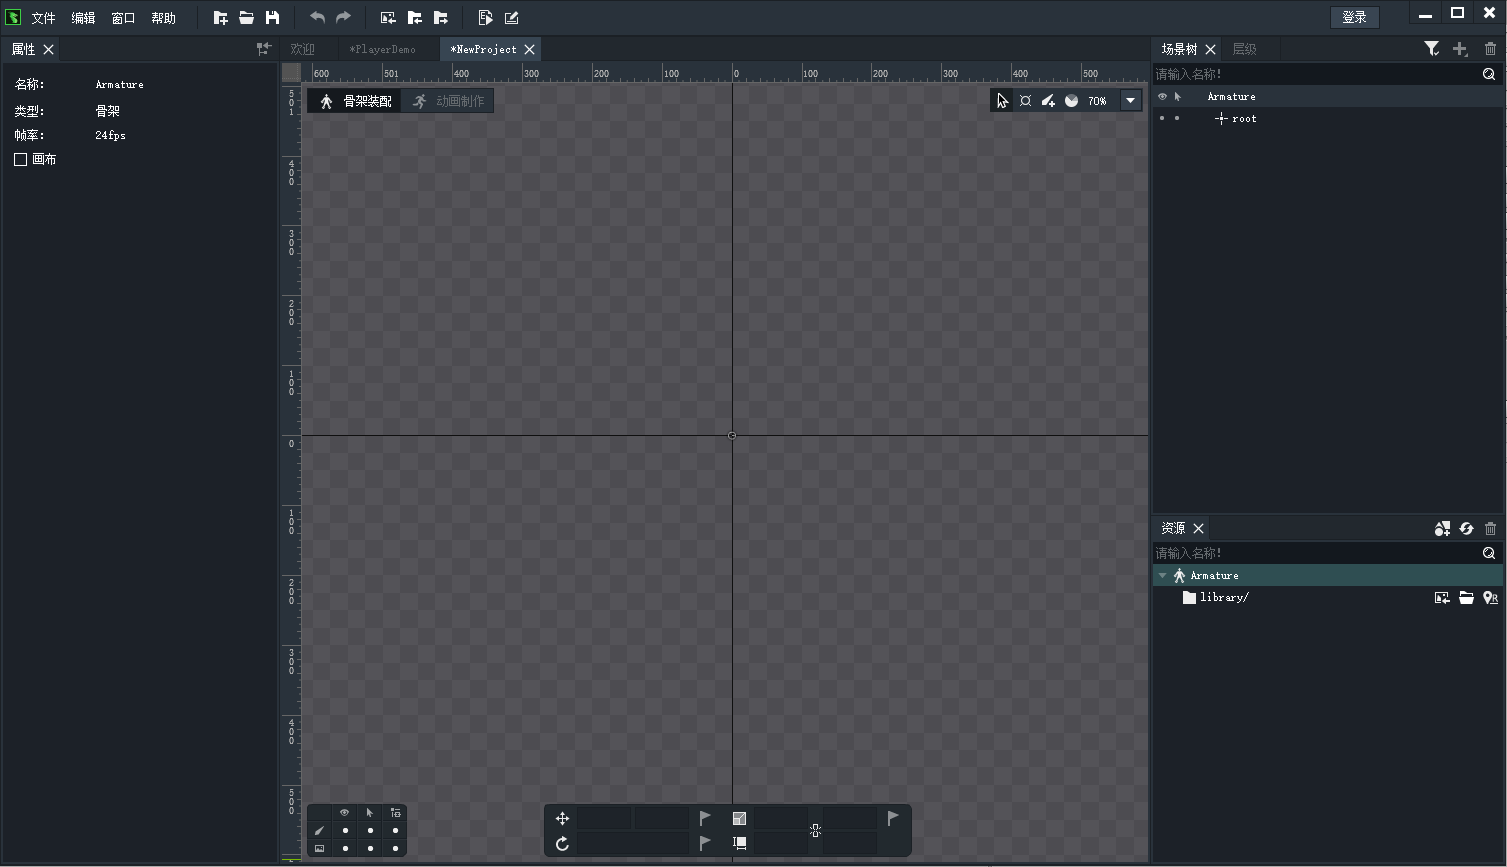 文件 编辑 窗口 帮助 登录
属性 欢迎 *PlayerDemo *NewProject 场景树 层级
600 501 400 300 200 100 0 100 200 300 400 500
请输入名称!
名称: Armature
骨架装配 动画制作 70%
Armature
类型: 骨架
root
帧率: 24fps
画布
501
400
300
200
100
0
100
200
300
400
500
资源
请输入名称!
Armature
library/